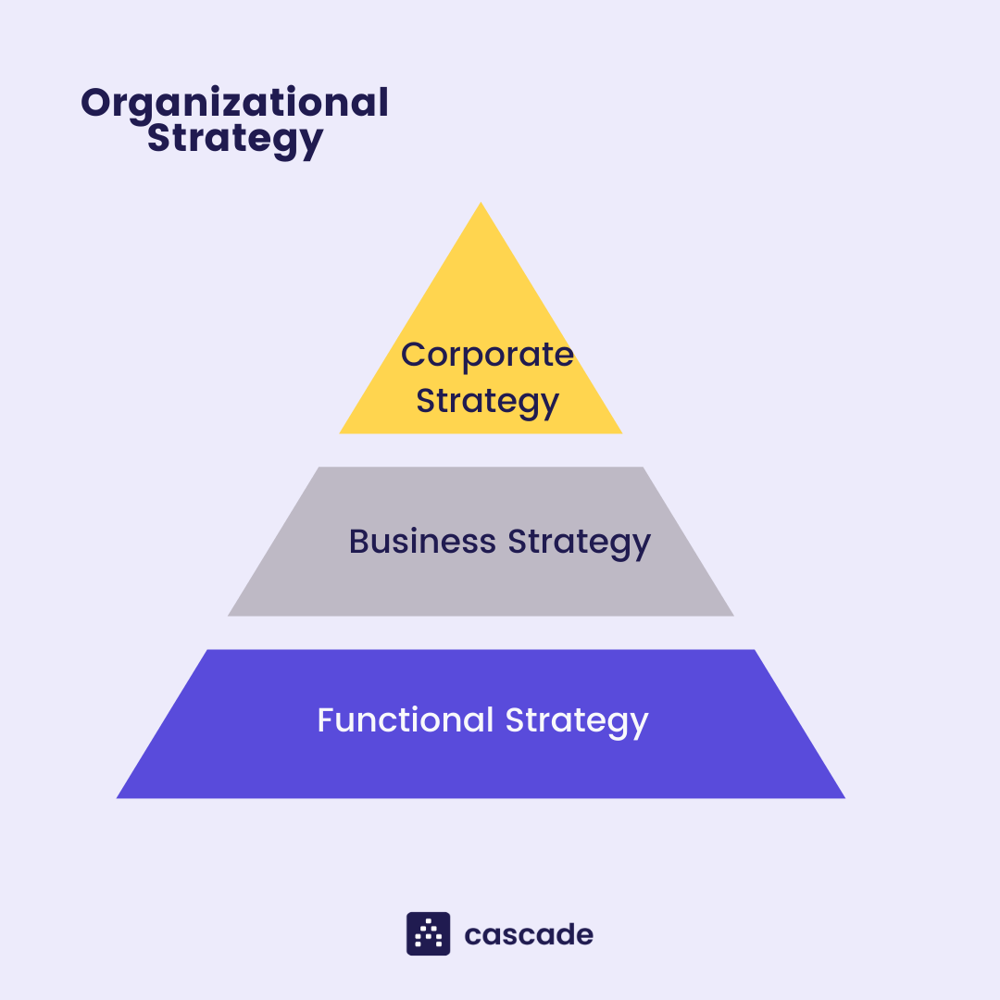 Organizational
Strategy
Corporate
Strategy
Business Strategy
Functional Strategy
cascade